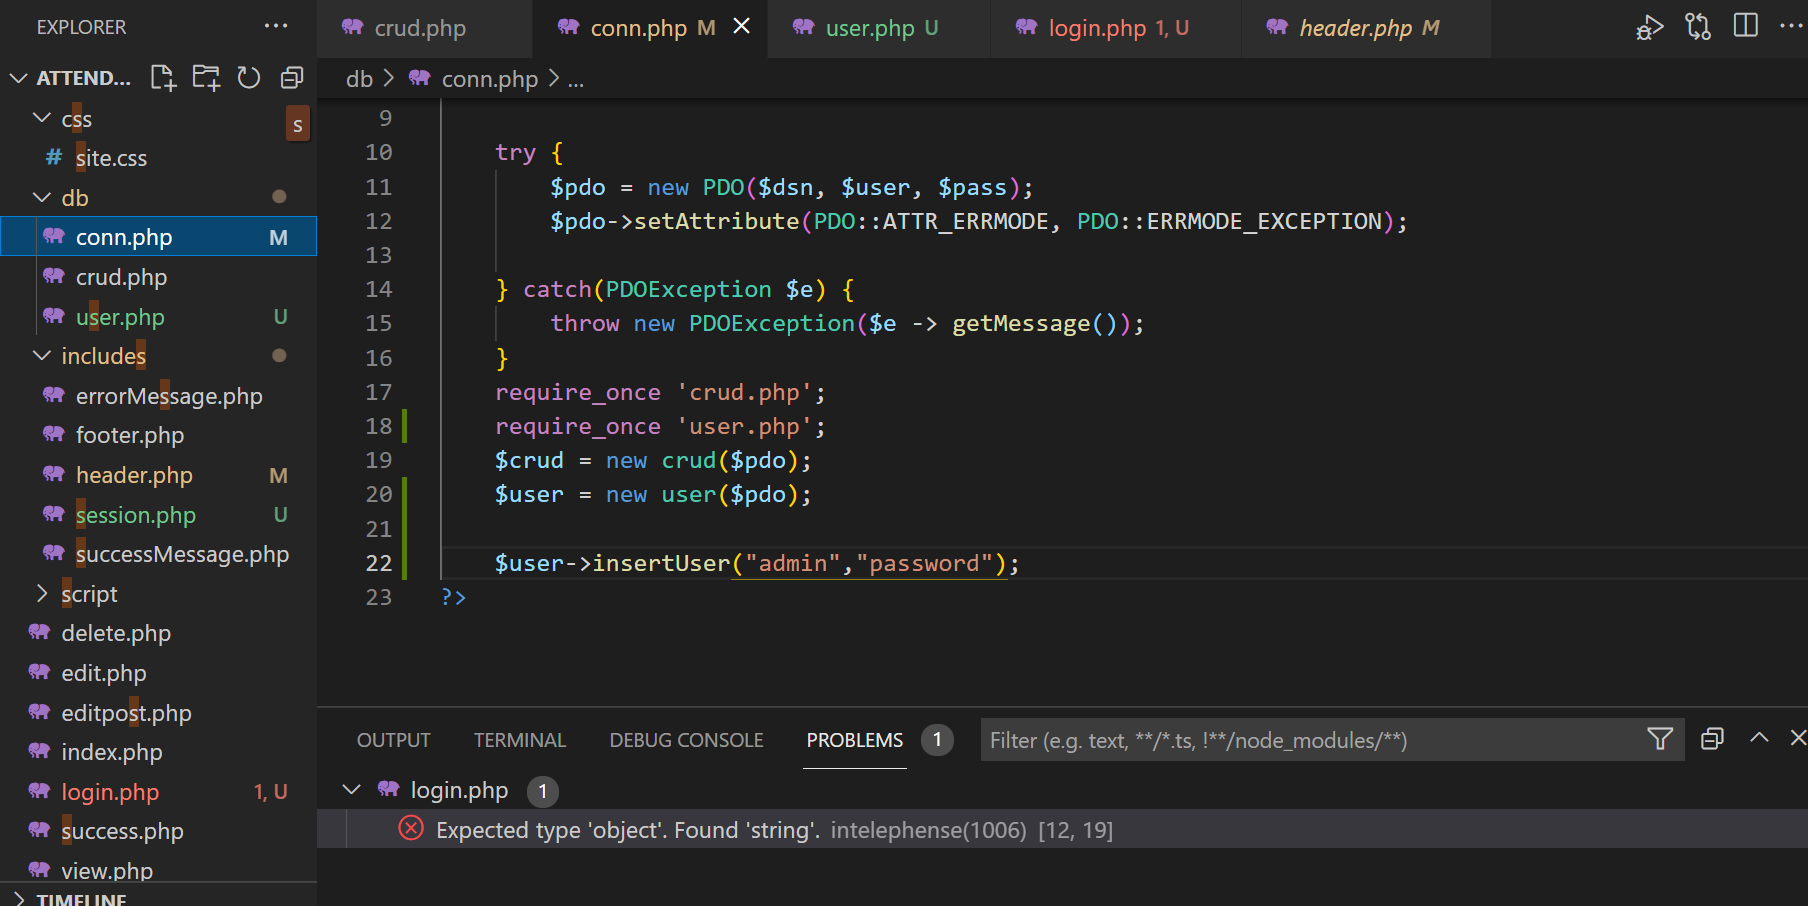 EXPLORER ...
ATTEND...
css
s
# site.css
db
conn.php M
crud.php
user.php U
includes
errorMessage.php
footer.php
header.php M
session.php U
successMessage.php
script
delete.php
edit.php
editpost.php
index.php
login.php 1, U
success.php
view.php
TIMELINE
crud.php conn.php M user.php U login.php 1, U header.php M
db > conn.php > ...
9
10 try {
11 $pdo = new PDO($dsn, $user, $pass);
12 $pdo->setAttribute(PDO::ATTR_ERRMODE, PDO::ERRMODE_EXCEPTION);
13
14 } catch(PDOException $e) {
15 throw new PDOException($e -> getMessage());
16 }
17 require_once 'crud.php';
18 require_once 'user.php';
19 $crud = new crud($pdo);
20 $user = new user($pdo);
21
22 $user->insertUser("admin","password");
23 ?>
OUTPUT TERMINAL DEBUG CONSOLE PROBLEMS 1 Filter (e.g. text, **/*.ts, !**/node_modules/**)
login.php 1
Expected type 'object'. Found 'string'. intelephense(1006) [12, 19]